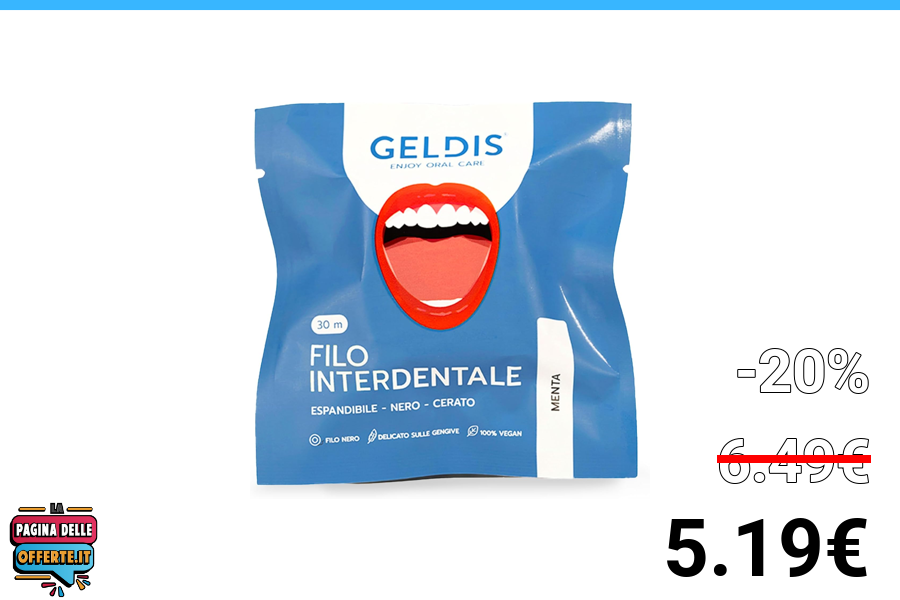 GELDIS
ENJOY ORAL CARE
30 m
FILO
INTERDENTALE
ESPANDIBILE - NERO - CERATO
FILO NERO
DELICATO SULLE GENGIVE
100% VEGAN
MENTA
-20%
6.49€
5.19€
LA
PAGINA DELLE
OFFERTE.IT